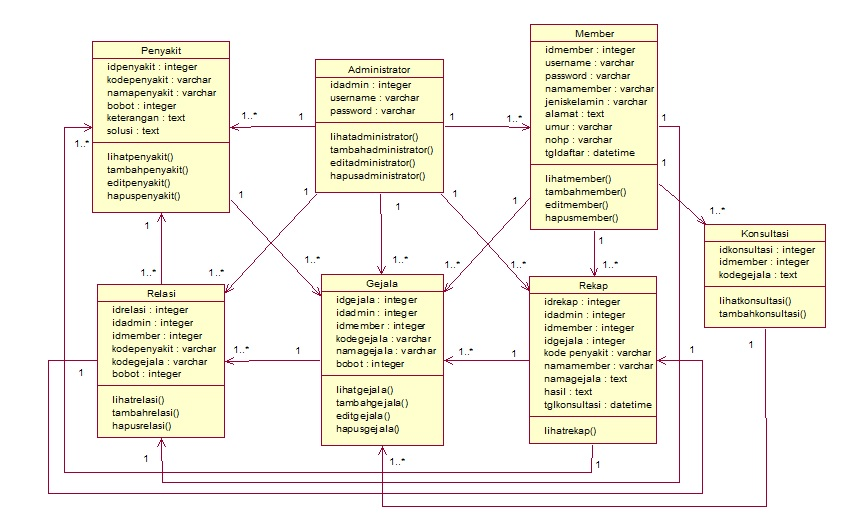 Penyakit
idpenyakit : integer
kodepenyakit : varchar
namapenyakit : varchar
bobot : integer
keterangan : text
solusi : text
lihatpenyakit()
tambahpenyakit()
editpenyakit()
hapuspenyakit()
Administrator
idadmin : integer
username : varchar
password : varchar
lihatadministrator()
tambahadministrator()
editadministrator()
hapusadministrator()
Member
idmember : integer
username : varchar
password : varchar
namamember : varchar
jeniskelamin : varchar
alamat : text
umur : varchar
nohp : varchar
tgldaftar : datetime
lihatmember()
tambahmember()
editmember()
hapusmember()
Konsultasi
idkonsultasi : integer
idmember : integer
kodegejala : text
lihatkonsultasi()
tambahkonsultasi()
Relasi
idrelasi : integer
idadmin : integer
idmember : integer
kodepenyakit : varchar
kodegejala : varchar
bobot : integer
lihatrelasi()
tambahrelasi()
hapusrelasi()
Gejala
idgejala : integer
idadmin : integer
idmember : integer
kodegejala : varchar
namagejala : varchar
bobot : integer
lihatgejala()
tambahgejala()
editgejala()
hapusgejala()
Rekap
idrekap : integer
idadmin : integer
idmember : integer
idgejala : integer
kode penyakit : varchar
namamember : varchar
namagejala : text
hasil : text
tglkonsultasi : datetime
lihatrekap()
1..*
1
1
1..*
1
1..*
1
1
1
1
1
1
1
1..*
1
1..*
1..*
1..*
1..*
1..*
1..*
1
1..*
1
1..*
1
1
1
1
1..*
1